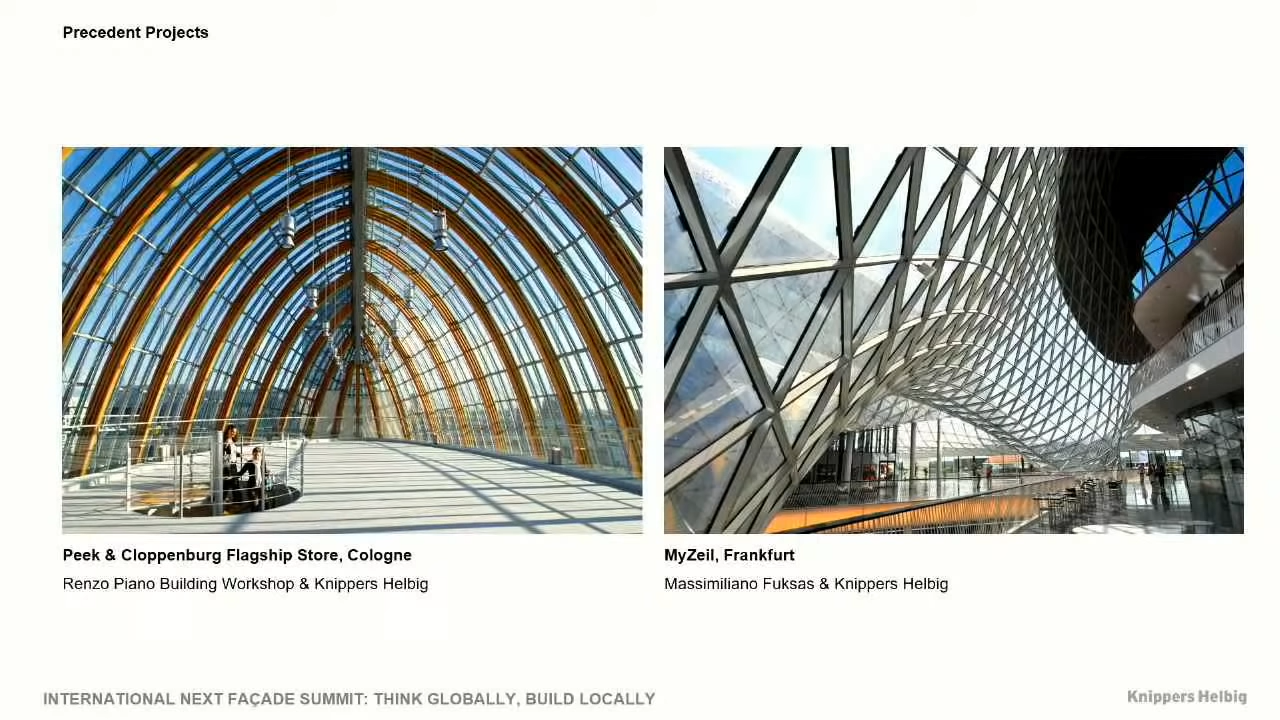 Precedent Projects
Peek & Cloppenburg Flagship Store, Cologne
Renzo Piano Building Workshop & Knippers Helbig
MyZeil, Frankfurt
Massimiliano Fuksas & Knippers Helbig
INTERNATIONAL NEXT FAÇADE SUMMIT: THINK GLOBALLY, BUILD LOCALLY
Knippers Helbig